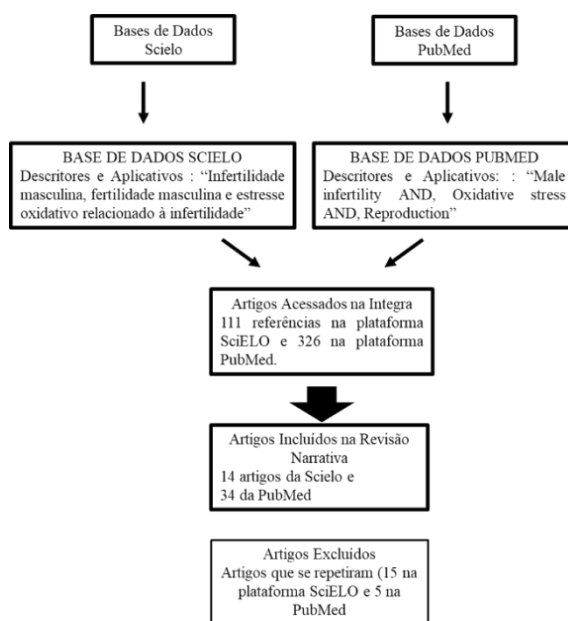 Bases de Dados
Scielo
Bases de Dados
PubMed
BASE DE DADOS SCIELO
Descritores e Aplicativos : “Infertilidade
masculina, fertilidade masculina e estresse
oxidativo relacionado à infertilidade”
BASE DE DADOS PUBMED
Descritores e Aplicativos: : “Male
infertility AND, Oxidative stress
AND, Reproduction”
Artigos Acessados na Integra
111 referências na plataforma
SciELO e 326 na plataforma
PubMed.
Artigos Incluídos na Revisão
Narrativa
14 artigos da Scielo e
34 da PubMed
Artigos Excluídos
Artigos que se repetiram (15 na
plataforma SciELO e 5 na
PubMed